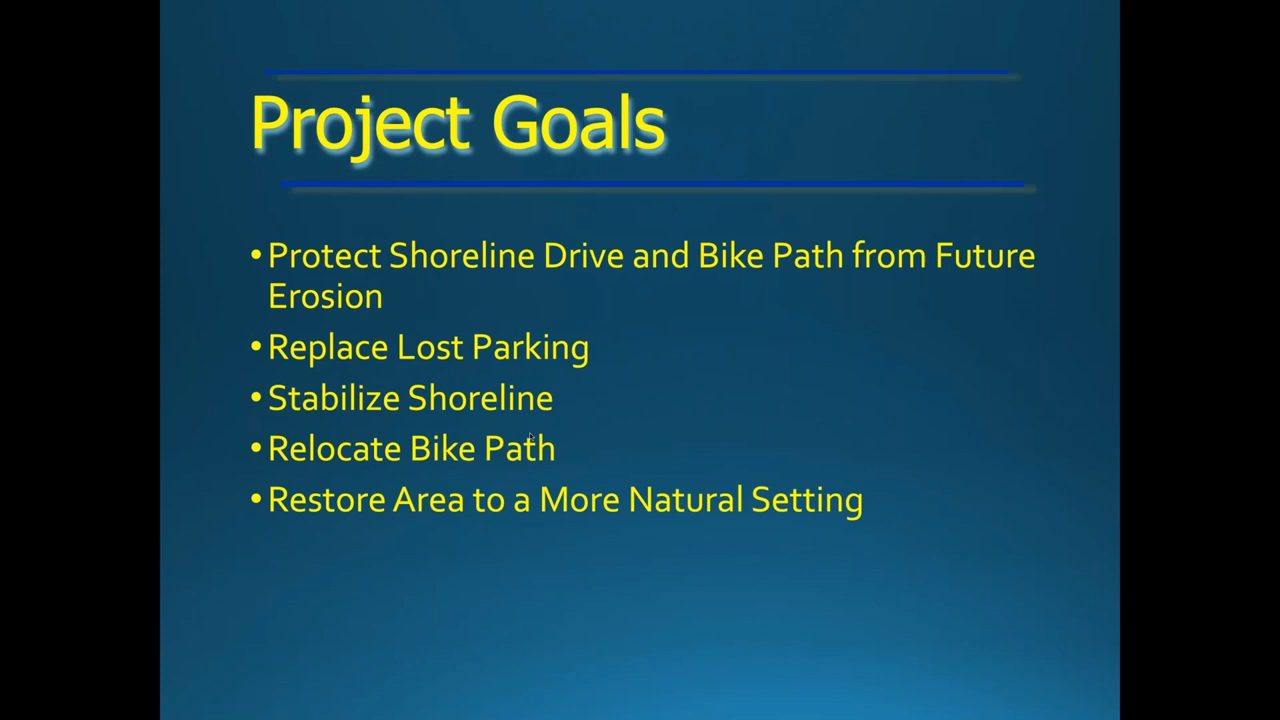 Project Goals
•Protect Shoreline Drive and Bike Path from Future
Erosion
•Replace Lost Parking
•Stabilize Shoreline
•Relocate Bike Path
•Restore Area to a More Natural Setting